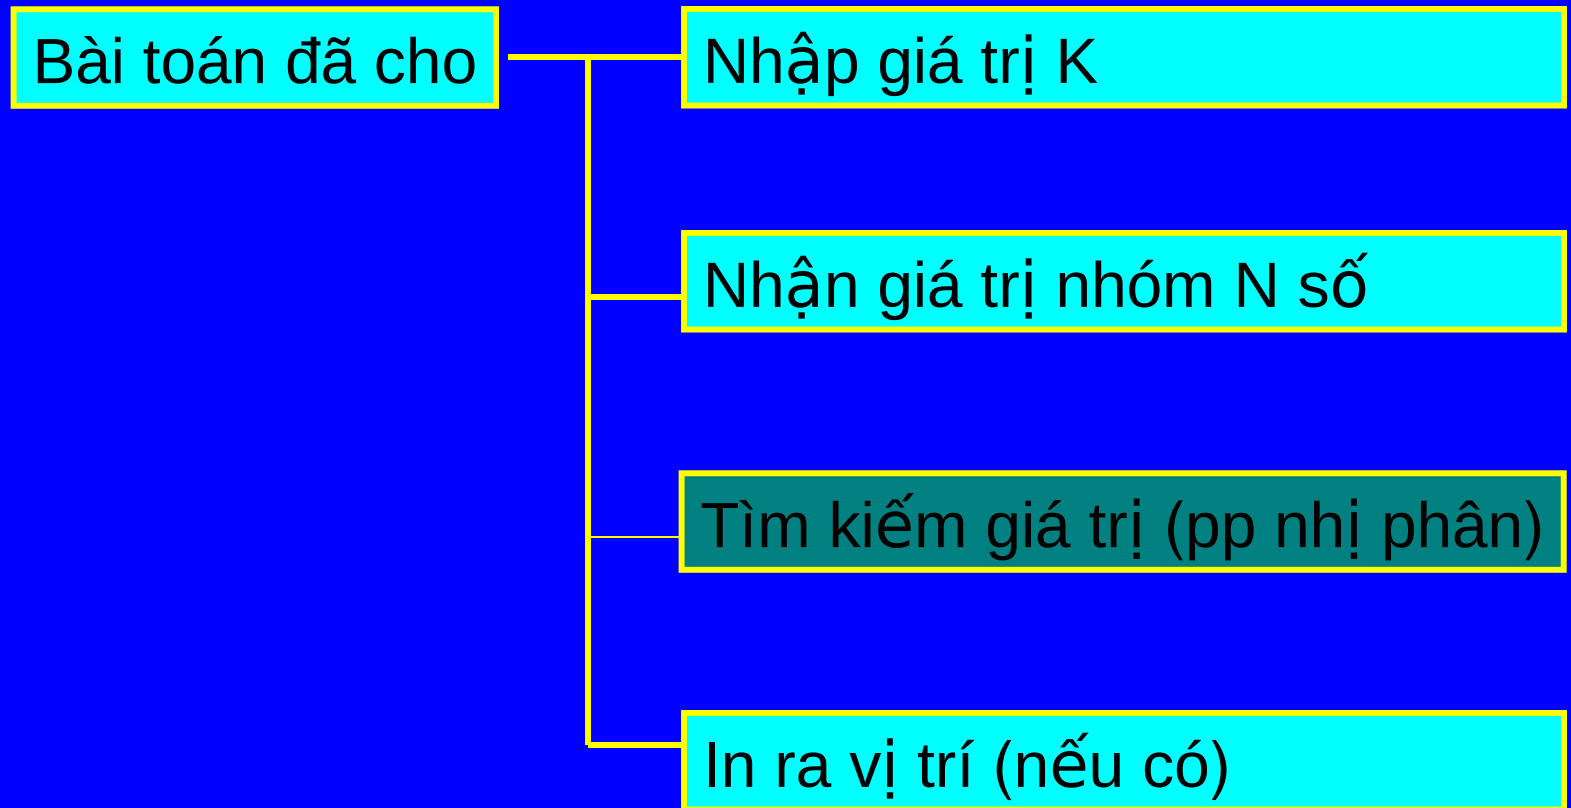 Bài toán đã cho
Nhập giá trị K
Nhận giá trị nhóm N số
Tìm kiếm giá trị (pp nhị phân)
In ra vị trí (nếu có)